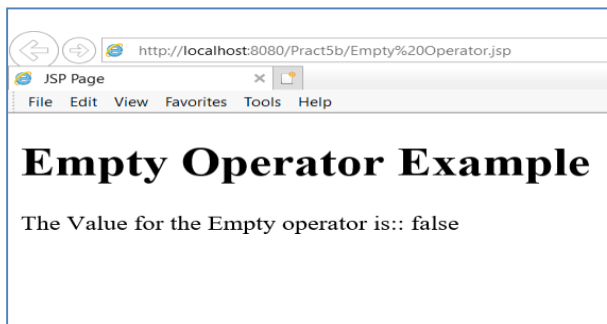 http://localhost:8080/Pract5b/Empty%20Operator.jsp
JSP Page
File Edit View Favorites Tools Help
Empty Operator Example
The Value for the Empty operator is:: false